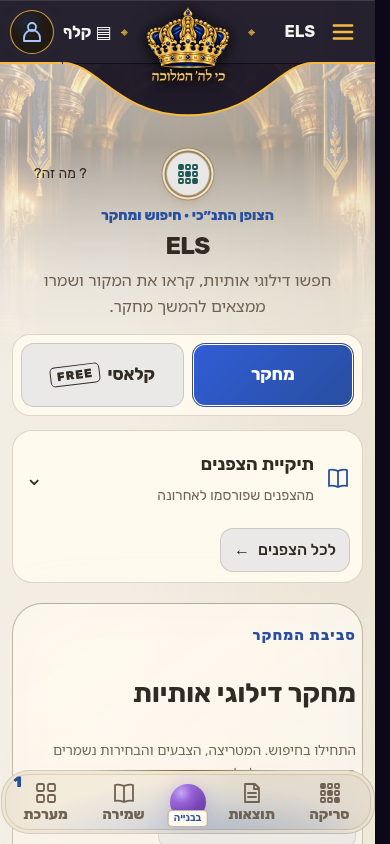 ELS
קלף
כי לה' המלוכה
? מה זה?
הצופן התנ״כי • חיפוש ומחקר
ELS
חפשו דילוגי אותיות, קראו את המקור ושמרו
ממצאים להמשך מחקר.
מחקר
קלאסי FREE
תיקיית הצפנים
מהצפנים שפורסמו לאחרונה
לכל הצפנים ←
סביבת המחקר
מחקר דילוגי אותיות
התחילו בחיפוש. המטריצה, הצבעים והבחירות נשמרים
סריקה
תוצאות
בבנייה
שמירה
מערכת
1